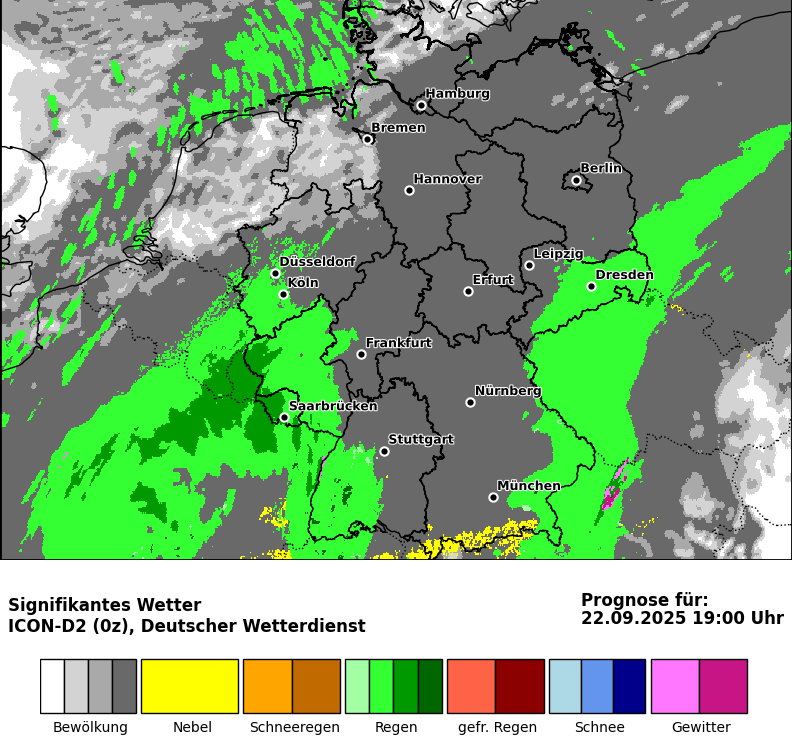 Hamburg
Bremen
Berlin
Hannover
Leipzig
Düsseldorf
Dresden
Köln
Erfurt
Frankfurt
Nürnberg
Saarbrücken
Stuttgart
München
Signifikantes Wetter
ICON-D2 (0z), Deutscher Wetterdienst
Prognose für:
22.09.2025 19:00 Uhr
Bewölkung Nebel Schneeregen Regen gefr. Regen Schnee Gewitter